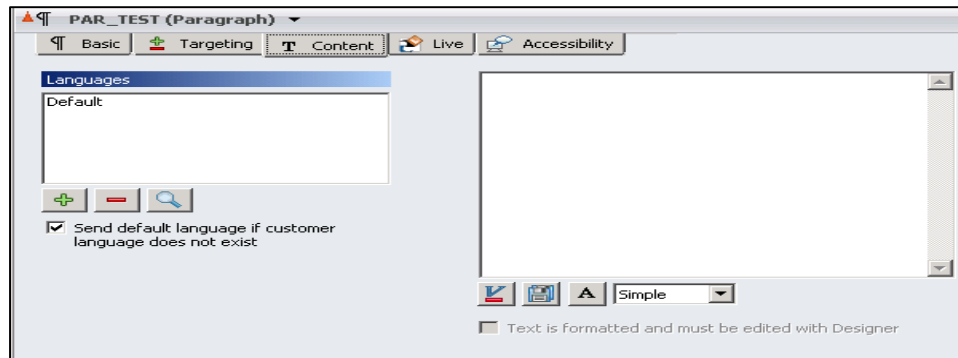 PAR_TEST (Paragraph)
¶ Basic Targeting T Content Live Accessibility
Languages
Default
Send default language if customer
language does not exist
A Simple
Text is formatted and must be edited with Designer